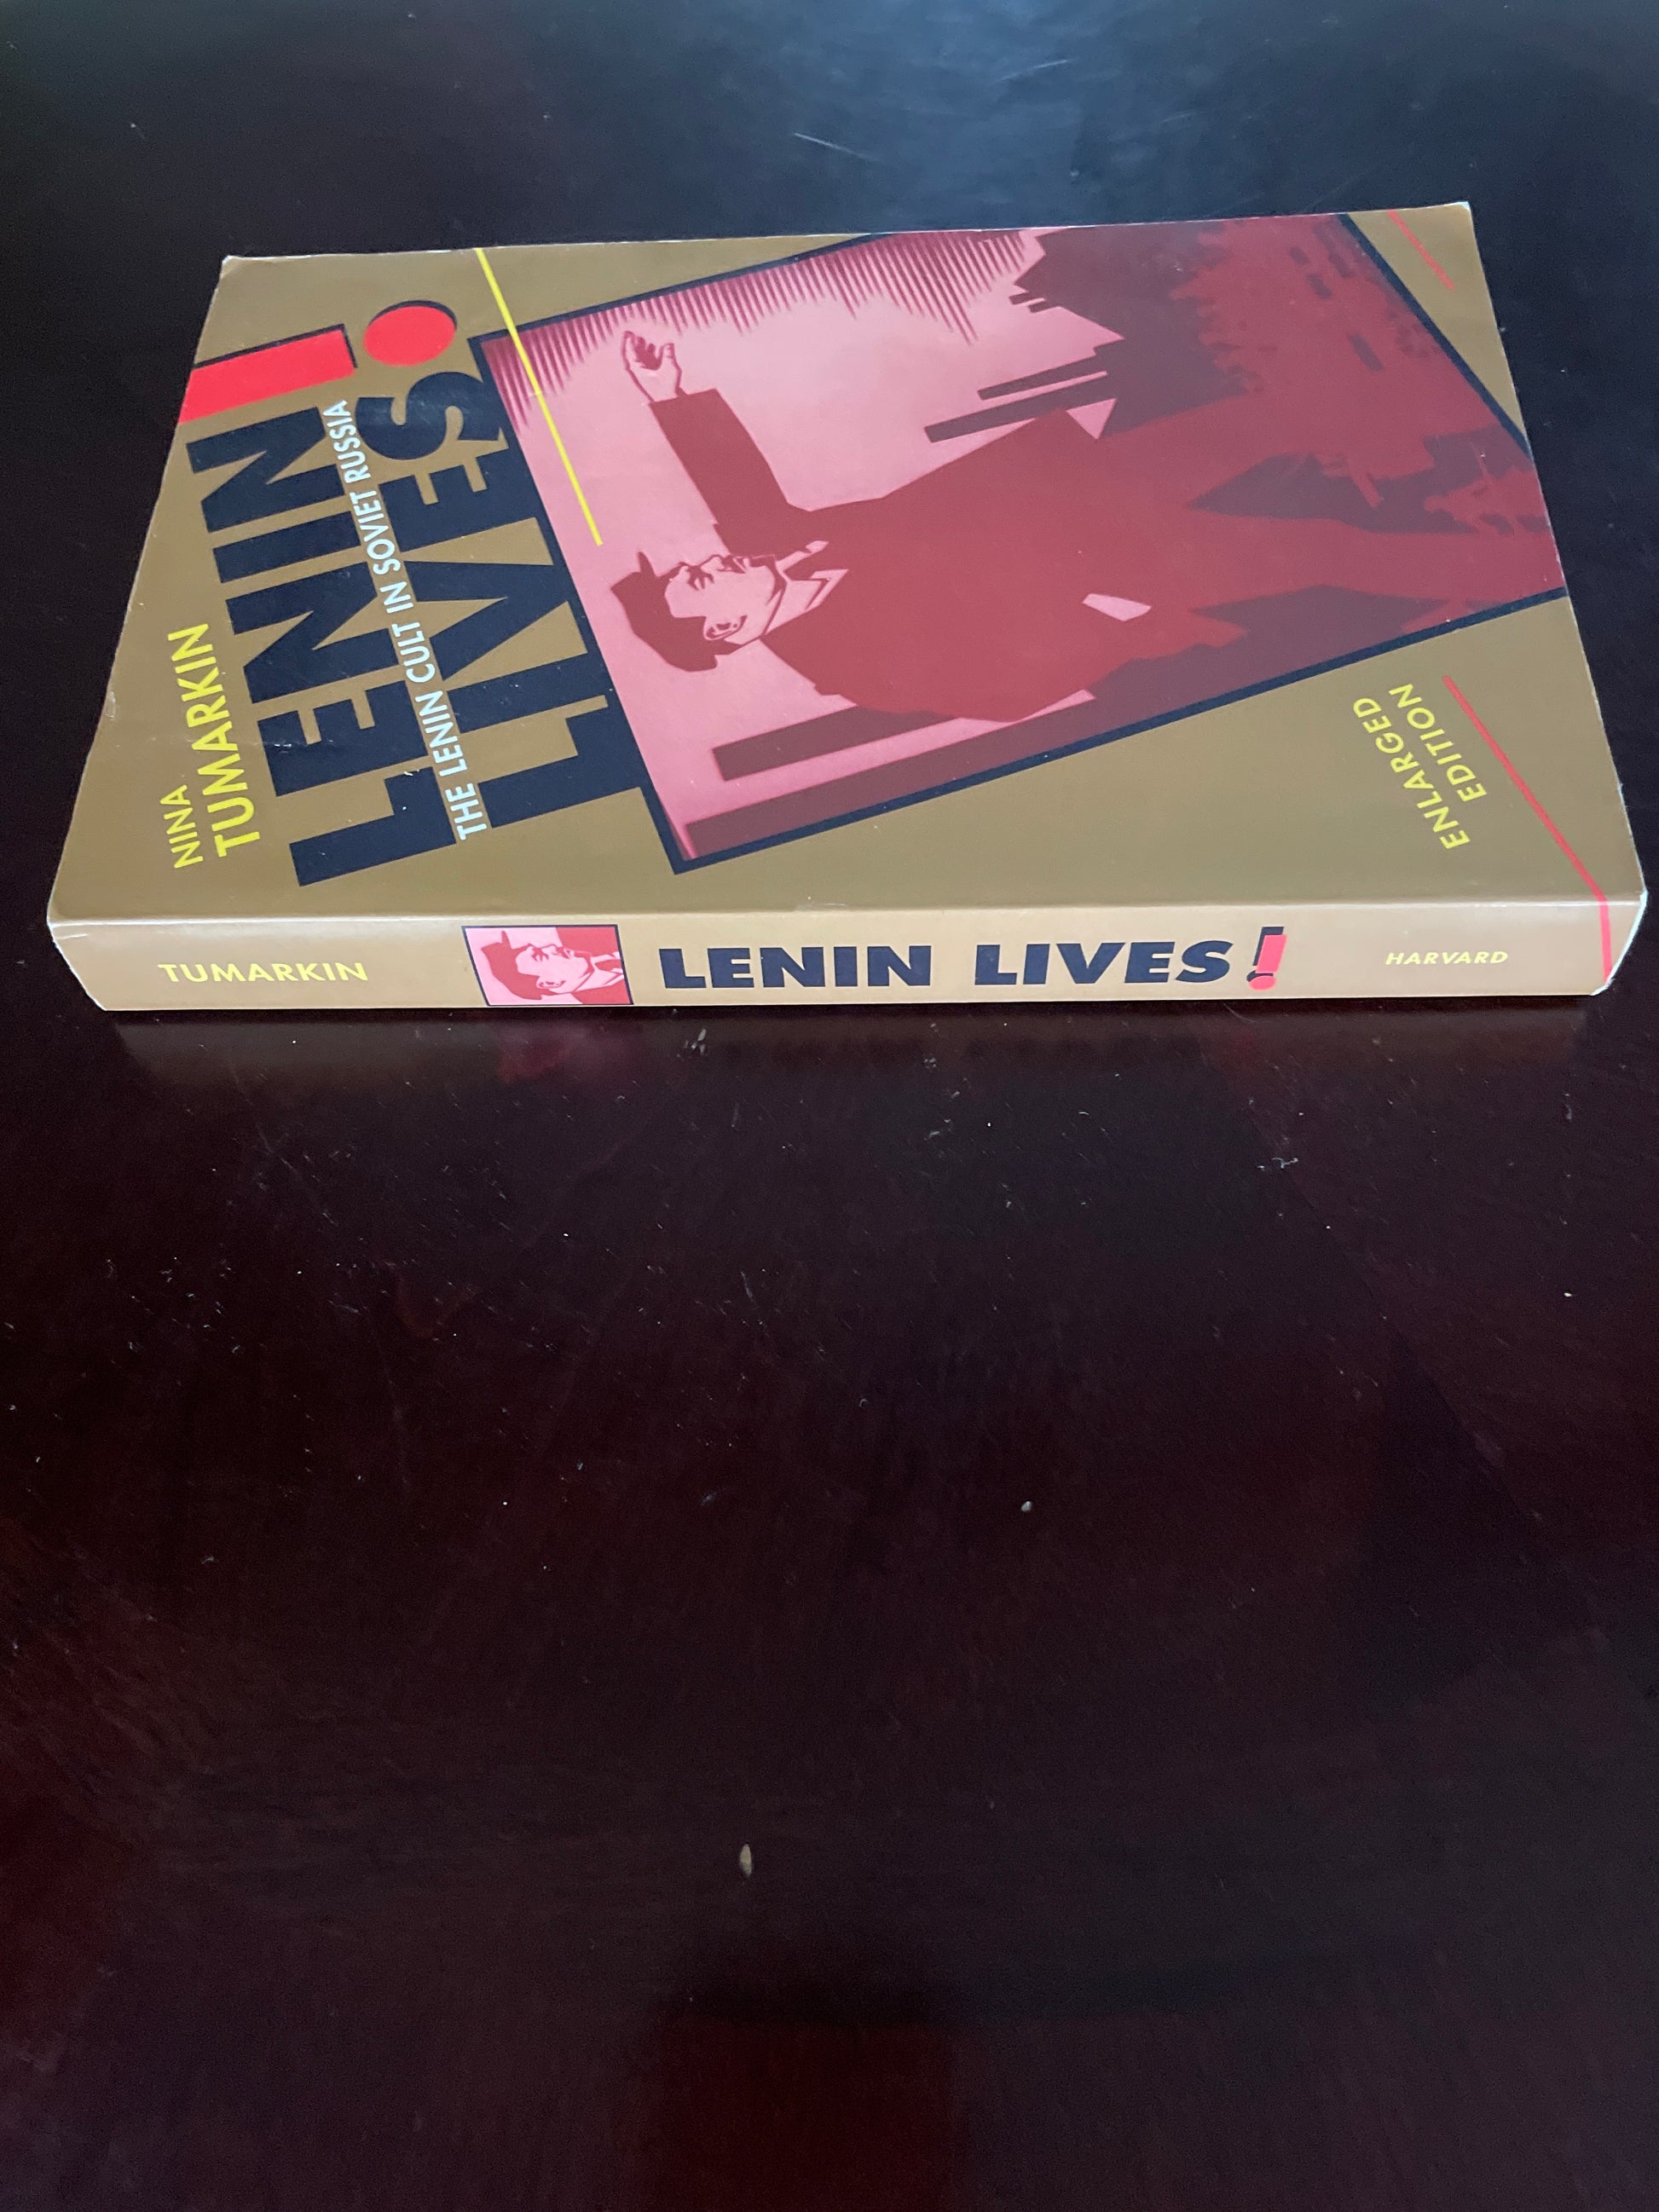 NINA
TUMARKIN
LENIN
THE LENIN CULT IN SOVIET RUSSIA
LIVES!
ENLARGED
EDITION
TUMARKIN
LENIN LIVES!
HARVARD